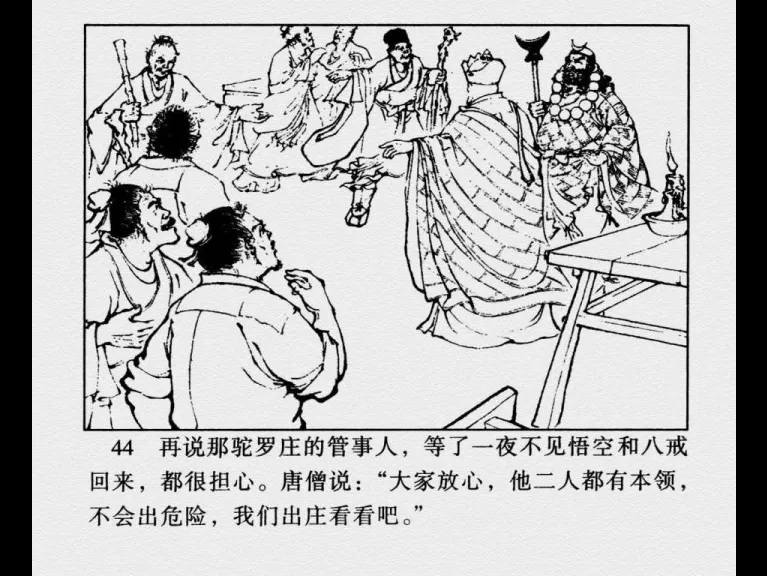 44 再说那驼罗庄的管事人，等了一夜不见悟空和八戒
回来，都很担心。唐僧说：“大家放心，他二人都有本领，
不会出危险，我们出庄看看吧。”